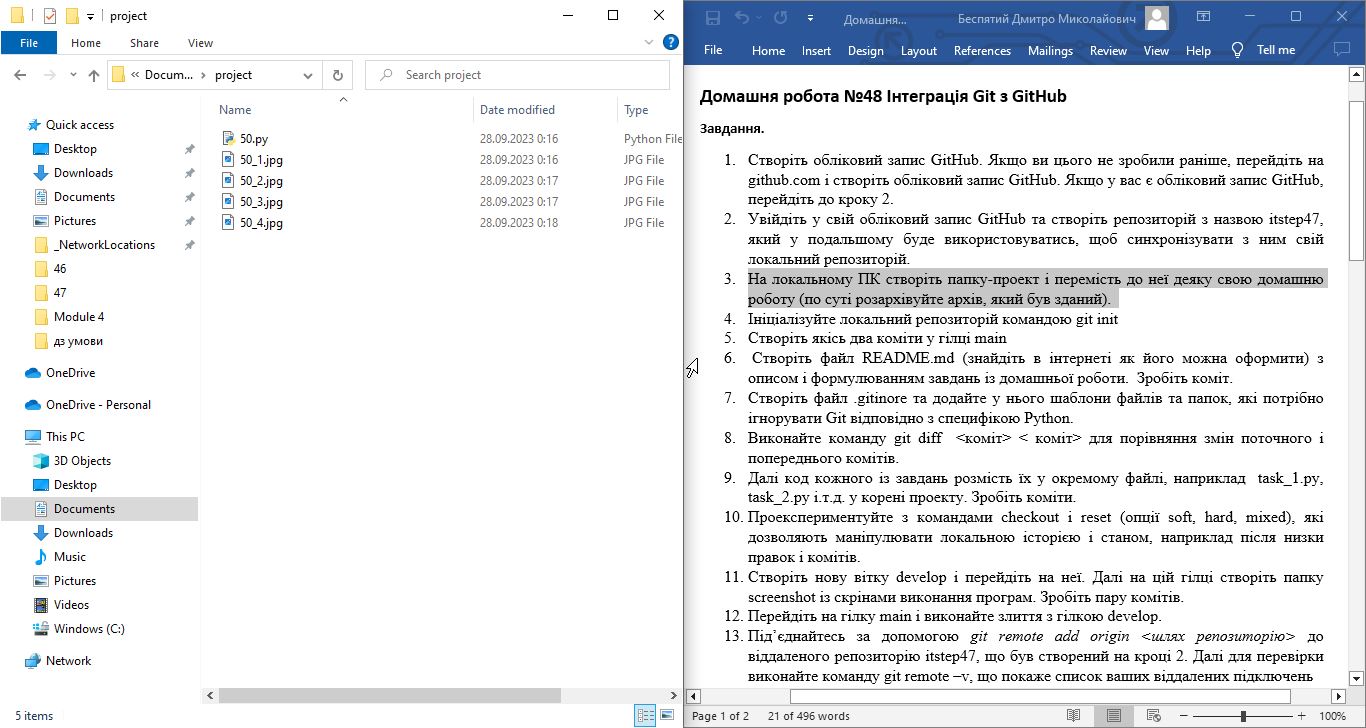 project
File
Home
Share
View
Docum...
project
Search project
Name
Date modified
Type
Quick access
Desktop
Downloads
Documents
Pictures
_NetworkLocations
46
47
Module 4
дз умови
OneDrive
OneDrive - Personal
This PC
3D Objects
Desktop
Documents
Downloads
Music
Pictures
Videos
Windows (C:)
Network
50.py 28.09.2023 0:16 Python File
50_1.jpg 28.09.2023 0:16 JPG File
50_2.jpg 28.09.2023 0:17 JPG File
50_3.jpg 28.09.2023 0:17 JPG File
50_4.jpg 28.09.2023 0:18 JPG File
5 items
Домашня...
Беспятий Дмитро Миколайович
File Home Insert Design Layout References Mailings Review View Help Tell me
Домашня робота №48 Інтеграція Git з GitHub
Завдання.
1. Створіть обліковий запис GitHub. Якщо ви цього не зробили раніше, перейдіть на
github.com і створіть обліковий запис GitHub. Якщо у вас є обліковий запис GitHub,
перейдіть до кроку 2.
2. Увійдіть у свій обліковий запис GitHub та створіть репозиторій з назвою itstep47,
який у подальшому буде використовуватись, щоб синхронізувати з ним свій
локальний репозиторій.
3. На локальному ПК створіть папку-проект і перемість до неї деяку свою домашню
роботу (по суті розархівуйте архів, який був зданий).
4. Ініціалізуйте локальний репозиторій командою git init
5. Створіть якісь два коміти у гілці main
6. Створіть файл README.md (знайдіть в інтернеті як його можна оформити) з
описом і формулюванням завдань із домашньої роботи. Зробіть коміт.
7. Створіть файл .gitinore та додайте у нього шаблони файлів та папок, які потрібно
ігнорувати Git відповідно з специфікою Python.
8. Виконайте команду git diff <коміт> < коміт> для порівняння змін поточного і
попереднього комітів.
9. Далі код кожного із завдань розмість їх у окремому файлі, наприклад task_1.py,
task_2.py і.т.д. у корені проекту. Зробіть коміти.
10. Проекспериментуйте з командами checkout і reset (опції soft, hard, mixed), які
дозволяють маніпулювати локальною історією і станом, наприклад після низки
правок і комітів.
11. Створіть нову вітку develop і перейдіть на неї. Далі на цій гілці створіть папку
screenshot із скрінами виконання програм. Зробіть пару комітів.
12. Перейдіть на гілку main і виконайте злиття з гілкою develop.
13. Під’єднайтесь за допомогою git remote add origin <шлях репозиторію> до
віддаленого репозиторію itstep47, що був створений на кроці 2. Далі для перевірки
виконайте команду git remote –v, що покаже список ваших віддалених підключень
Page 1 of 2 21 of 496 words 100%